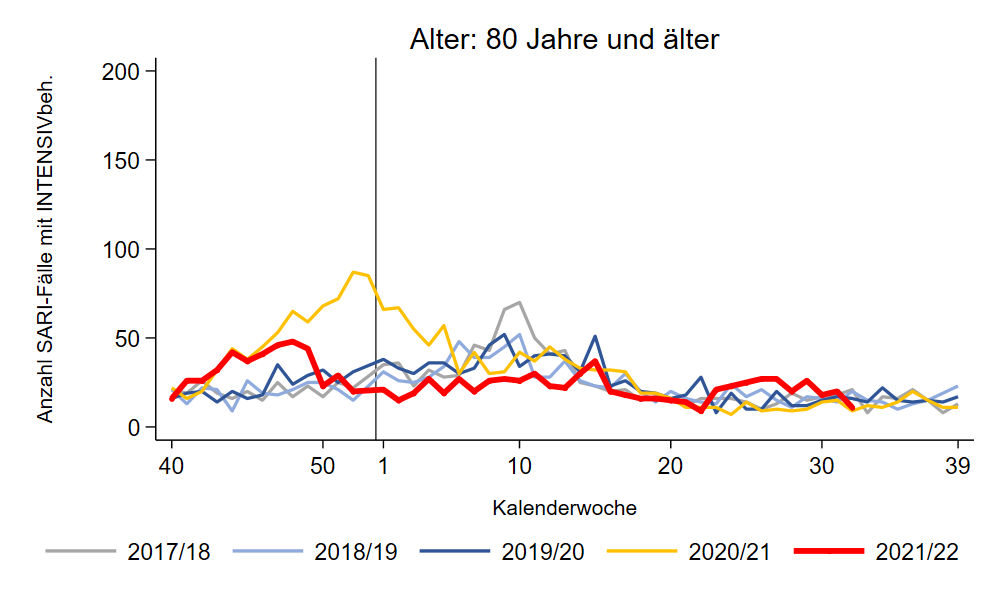 Alter: 80 Jahre und älter
Anzahl SARI-Fälle mit INTENSIVbeh.
200
150
100
50
0
40 50 1 10 20 30 39
Kalenderwoche
2017/18 2018/19 2019/20 2020/21 2021/22